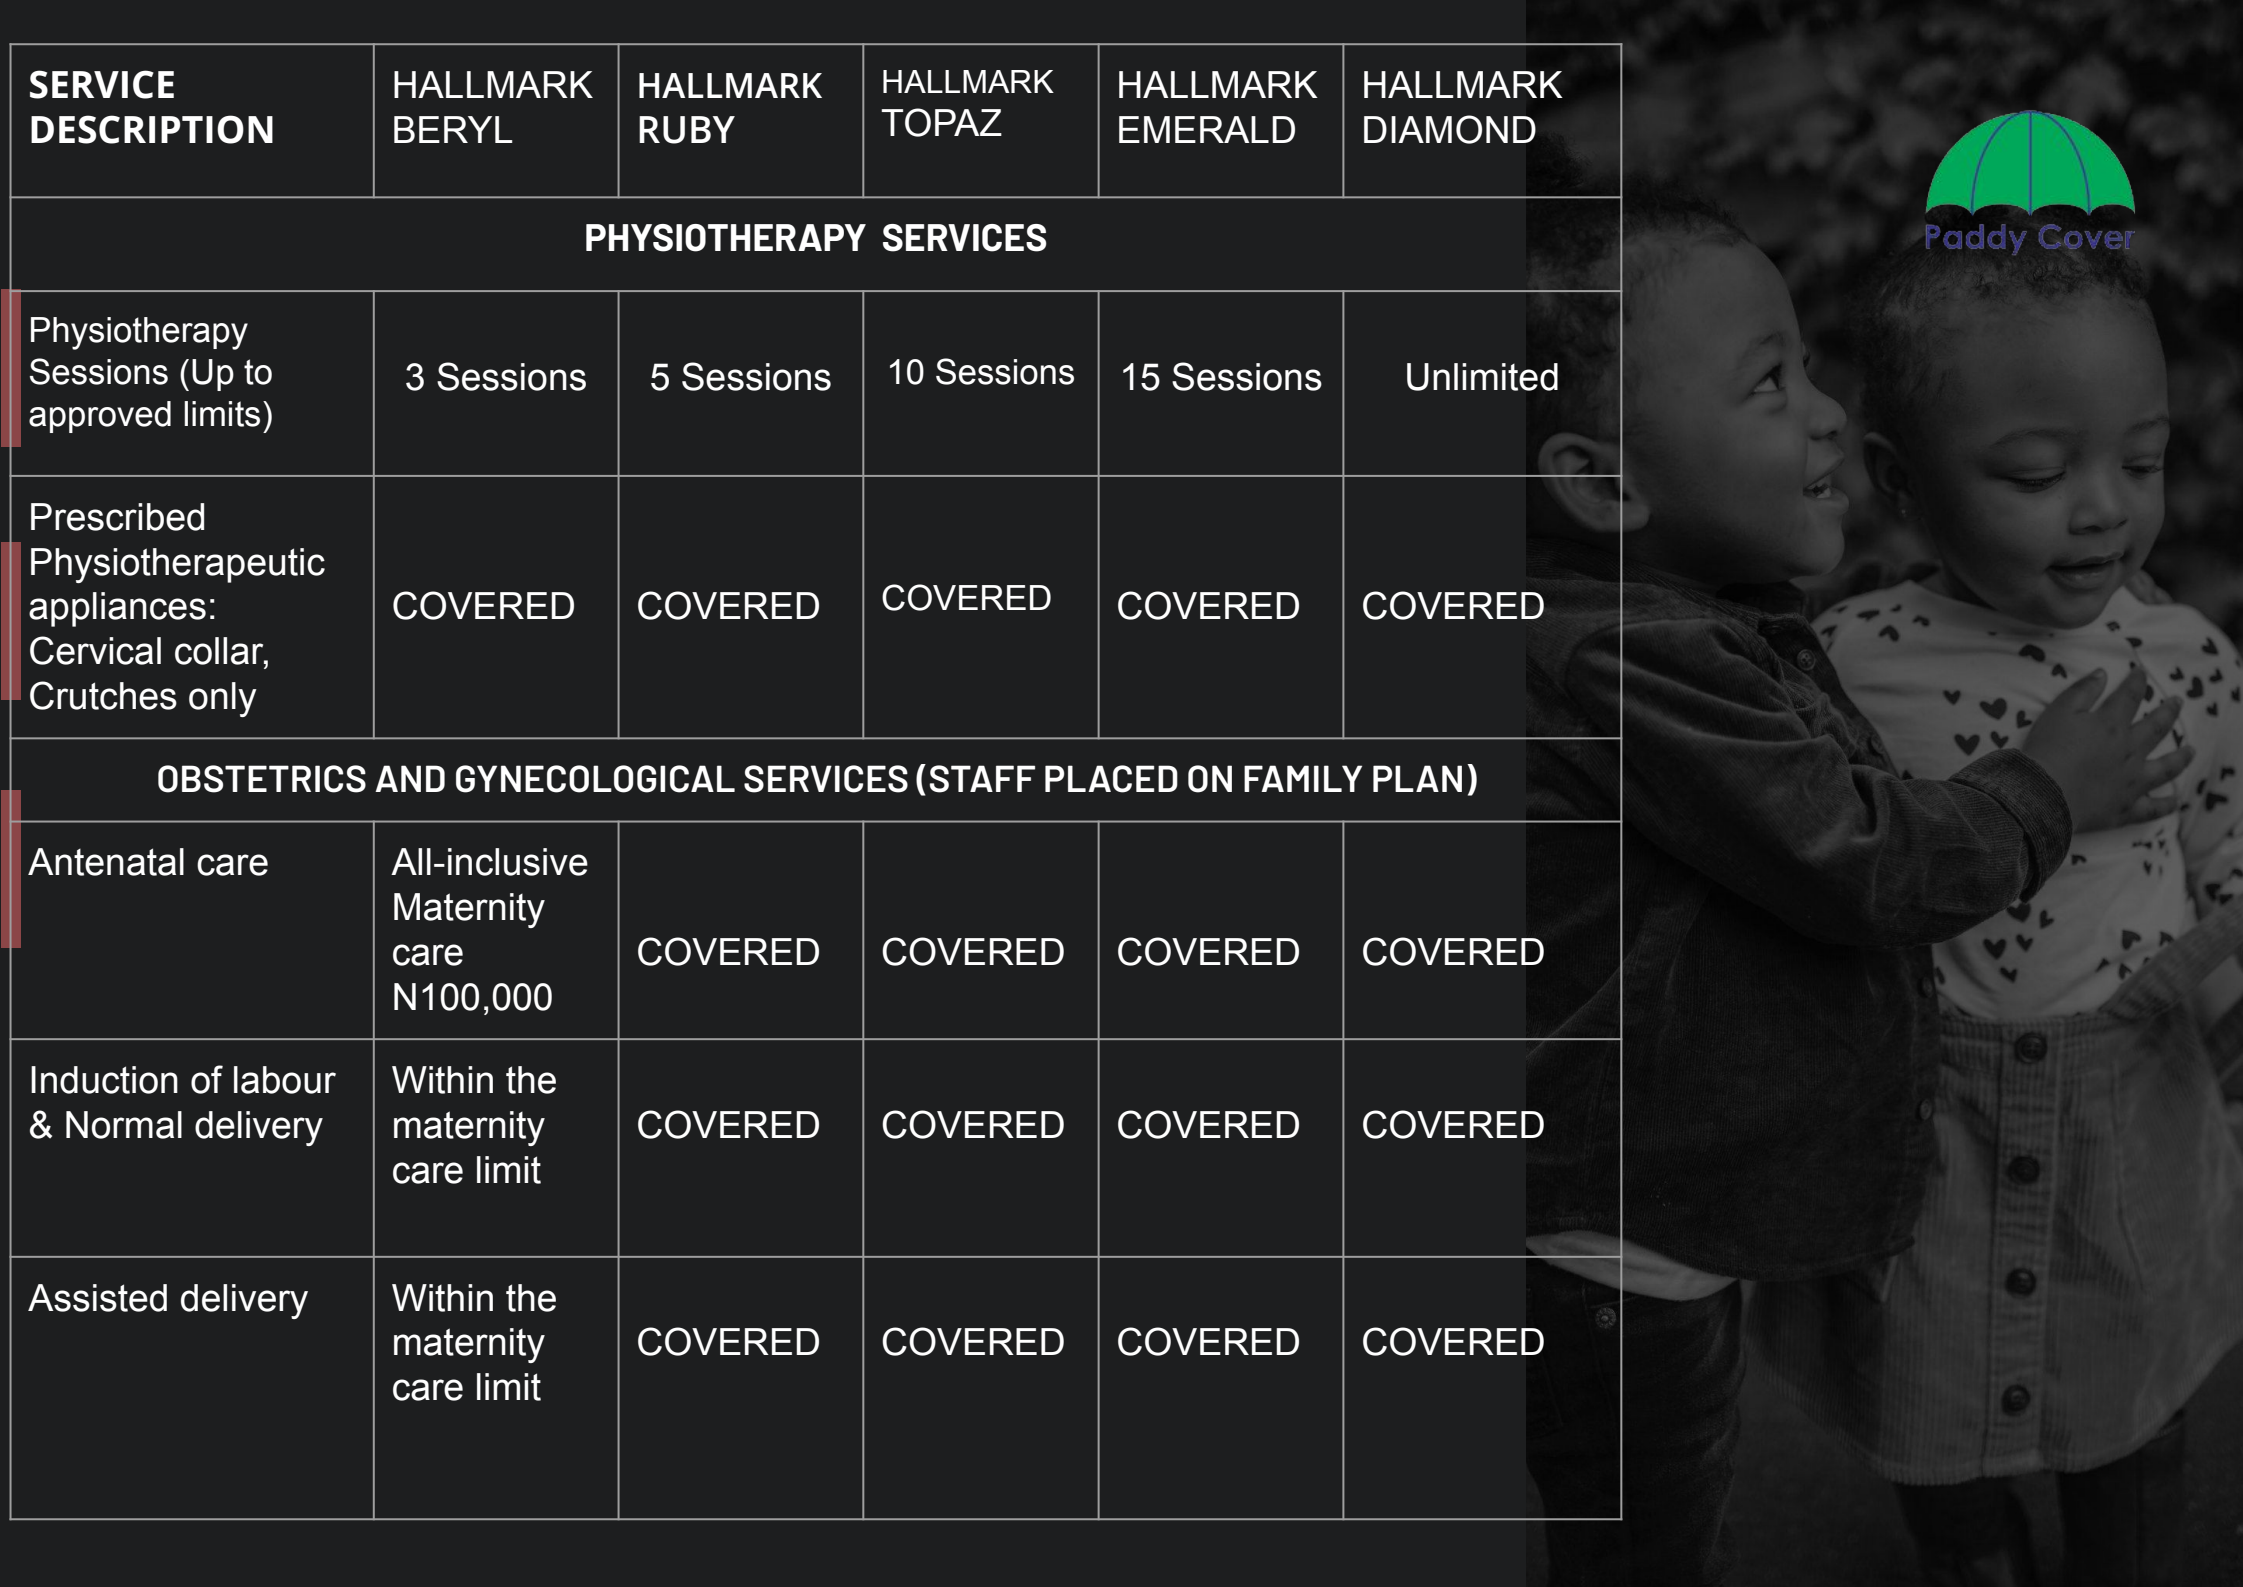 SERVICE
DESCRIPTION
HALLMARK
BERYL
HALLMARK
RUBY
HALLMARK
TOPAZ
HALLMARK
EMERALD
HALLMARK
DIAMOND
Paddy Cover
PHYSIOTHERAPY SERVICES
Physiotherapy
Sessions (Up to
approved limits)
3 Sessions
5 Sessions
10 Sessions
15 Sessions
Unlimited
Prescribed
Physiotherapeutic
appliances:
Cervical collar,
Crutches only
COVERED
COVERED
COVERED
COVERED
COVERED
OBSTETRICS AND GYNECOLOGICAL SERVICES (STAFF PLACED ON FAMILY PLAN)
Antenatal care
All-inclusive
Maternity
care
N100,000
COVERED
COVERED
COVERED
COVERED
Induction of labour
& Normal delivery
Within the
maternity
care limit
COVERED
COVERED
COVERED
COVERED
Assisted delivery
Within the
maternity
care limit
COVERED
COVERED
COVERED
COVERED